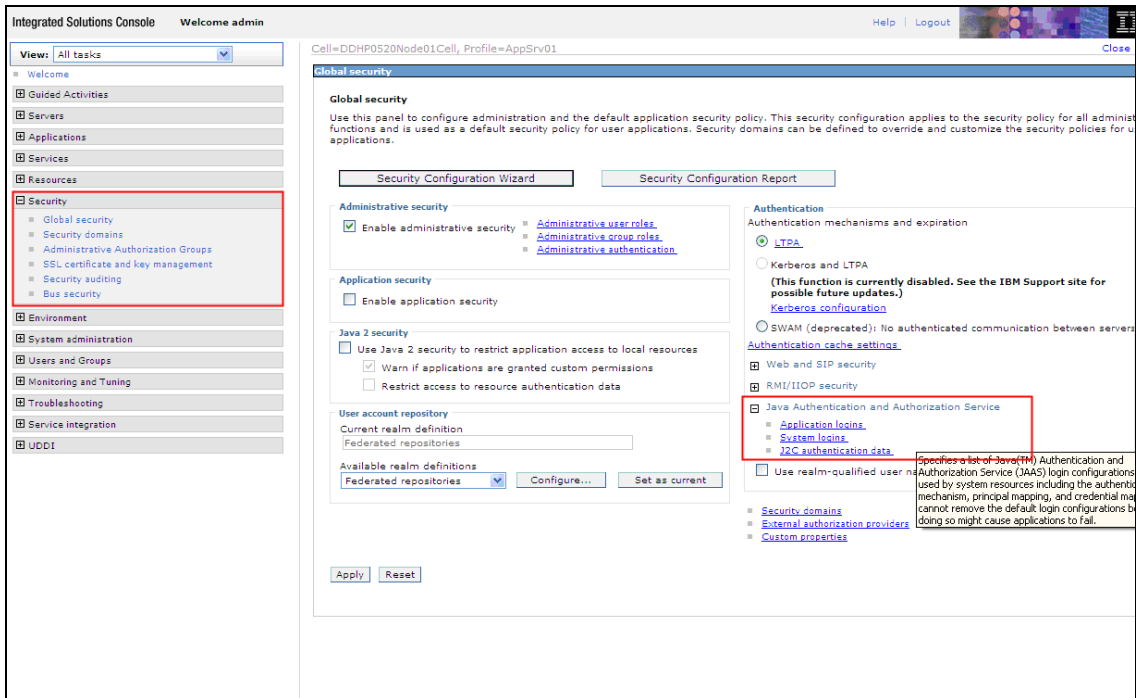 Integrated Solutions Console Welcome admin
Help | Logout
View: All tasks
Welcome
Guided Activities
Servers
Applications
Services
Resources
Security
Global security
Security domains
Administrative Authorization Groups
SSL certificate and key management
Security auditing
Bus security
Environment
System administration
Users and Groups
Monitoring and Tuning
Troubleshooting
Service integration
UDDI
Cell=DDHP0520Node01Cell, Profile=AppSrv01
Close
Global security
Global security
Use this panel to configure administration and the default application security policy. This security configuration applies to the security policy for all administ
functions and is used as a default security policy for user applications. Security domains can be defined to override and customize the security policies for u
applications.
Security Configuration Wizard
Security Configuration Report
Administrative security
Enable administrative security
Administrative user roles
Administrative group roles
Administrative authentication
Application security
Enable application security
Java 2 security
Use Java 2 security to restrict application access to local resources
Warn if applications are granted custom permissions
Restrict access to resource authentication data
User account repository
Current realm definition
Federated repositories
Available realm definitions
Federated repositories
Configure...
Set as current
Authentication
Authentication mechanisms and expiration
LTPA
Kerberos and LTPA
(This function is currently disabled. See the IBM Support site for
possible future updates.)
Kerberos configuration
SWAM (deprecated): No authenticated communication between servers
Authentication cache settings
Web and SIP security
RMI/IIOP security
Java Authentication and Authorization Service
Application logins
System logins
J2C authentication data
Use realm-qualified user na
Specifies a list of Java(TM) Authentication and
Authorization Service (JAAS) login configurations
used by system resources including the authentic
mechanism, principal mapping, and credential map
cannot remove the default login configurations b
doing so might cause applications to fail.
Security domains
External authorization providers
Custom properties
Apply
Reset